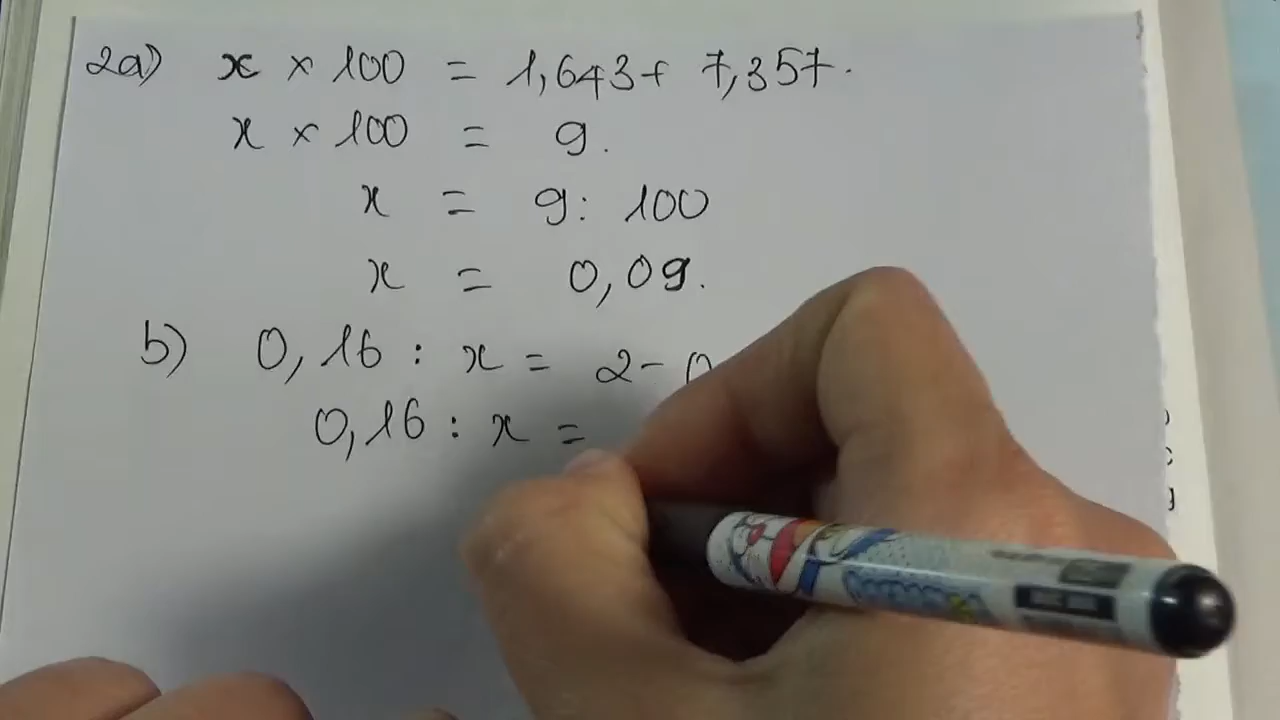 2a) x × 100 = 1,643 + 7,357.
x × 100 = 9.
x = 9 : 100
x = 0,09.
b) 0,16 : x = 2 - 0
0,16 : x =